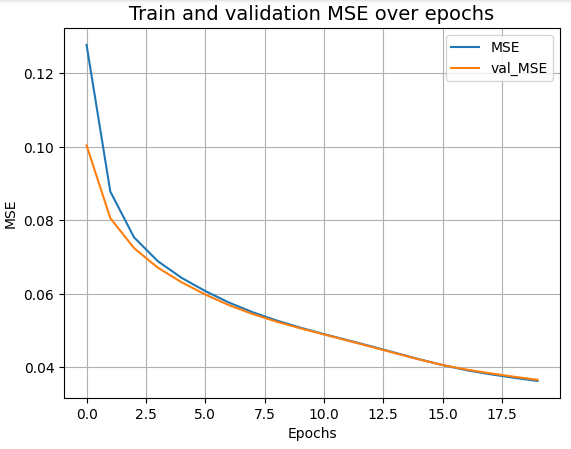 Train and validation MSE over epochs
MSE
val_MSE
0.12
0.10
0.08
0.06
0.04
MSE
0.0 2.5 5.0 7.5 10.0 12.5 15.0 17.5
Epochs